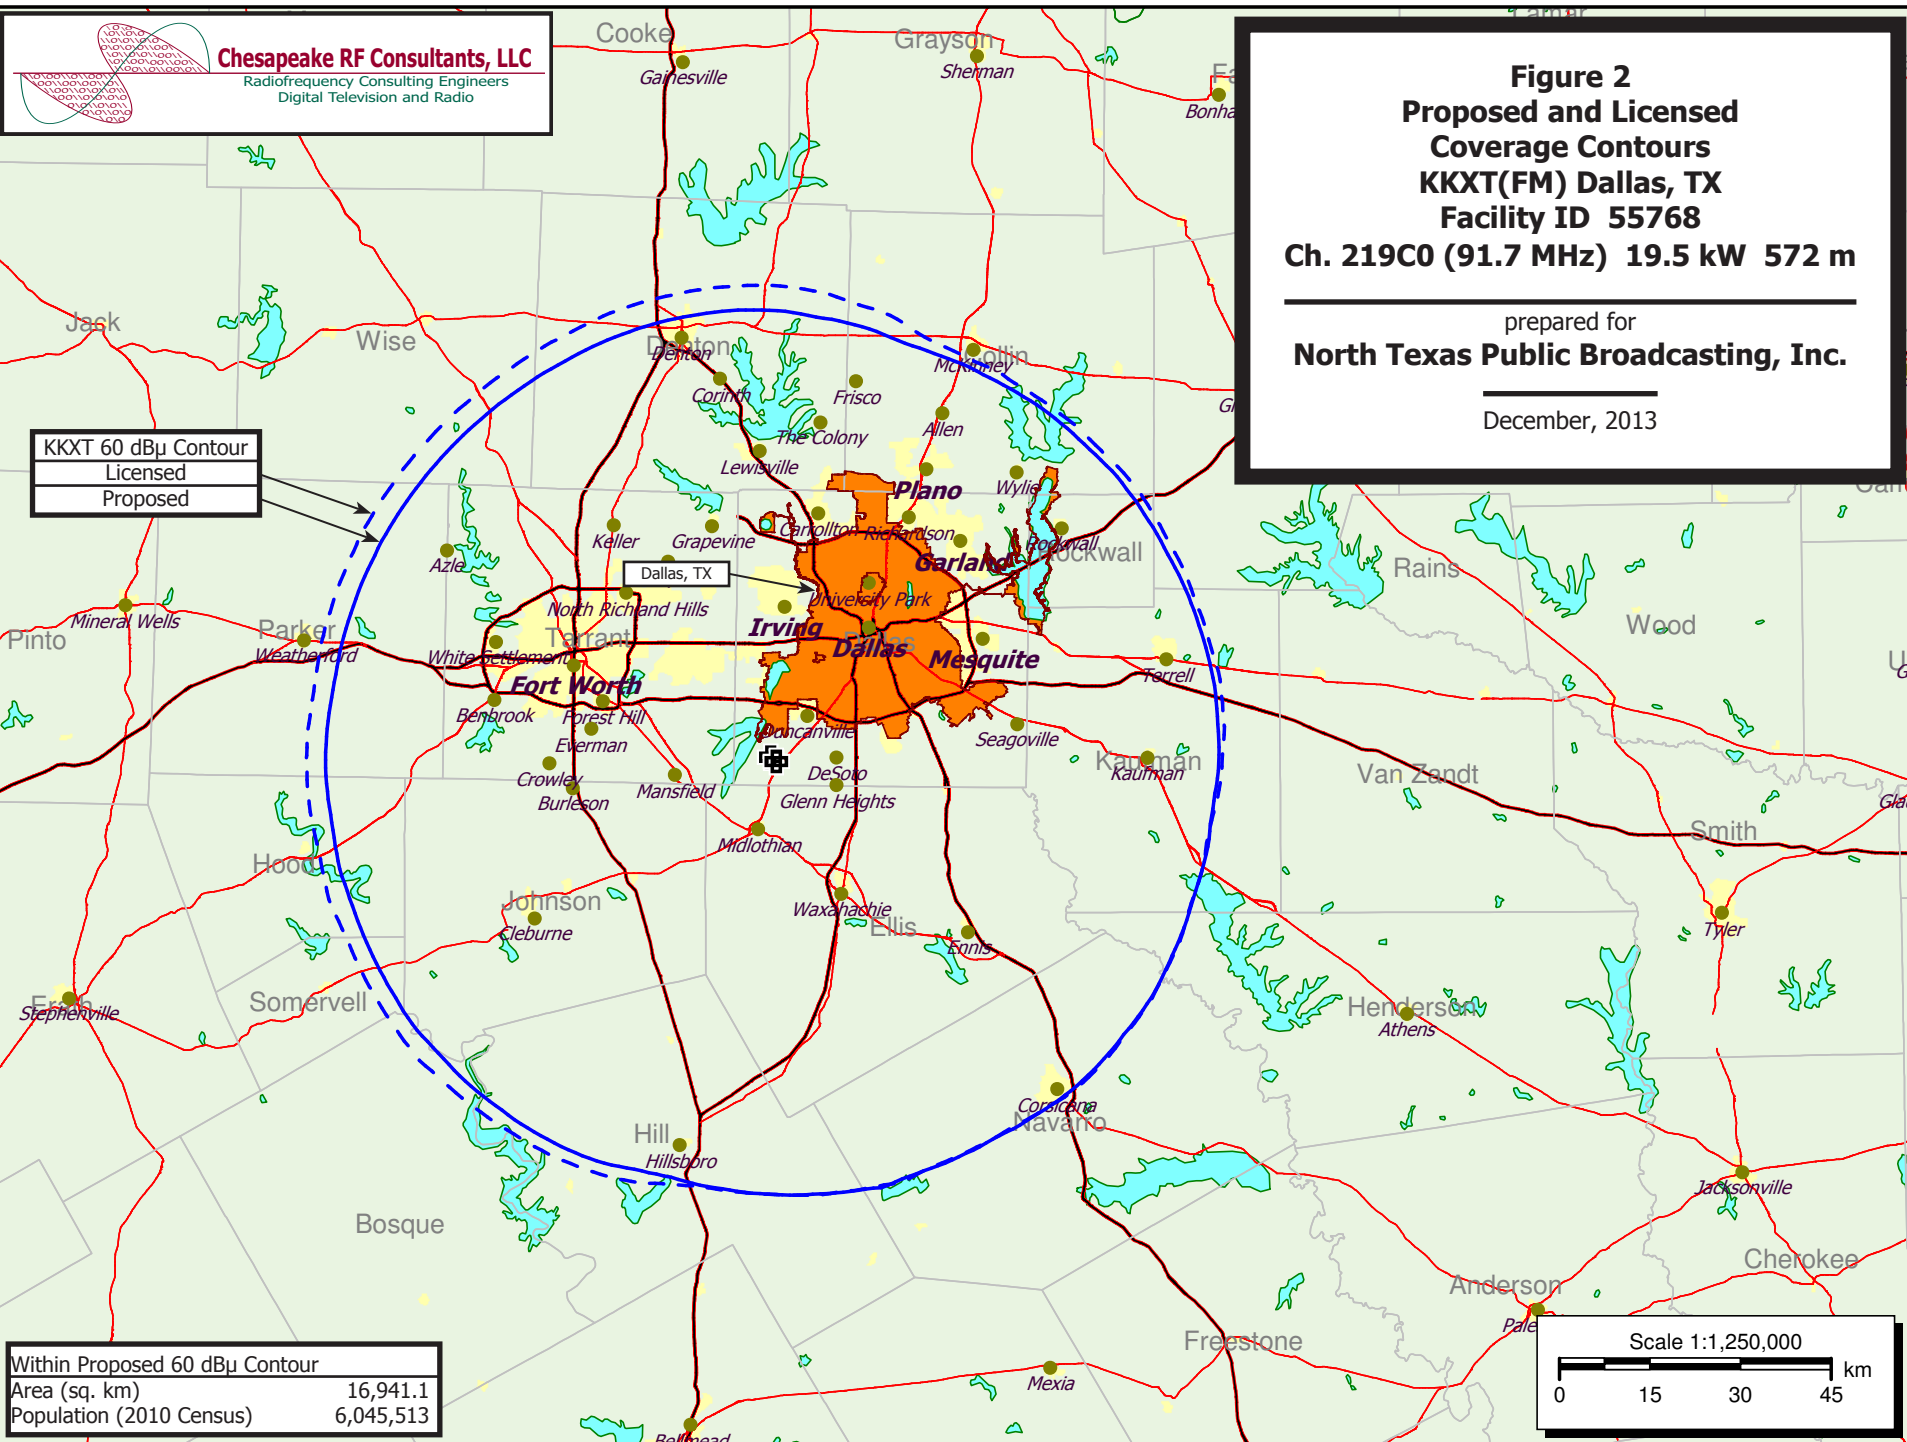 Chesapeake RF Consultants, LLC
Radiofrequency Consulting Engineers
Digital Television and Radio
Figure 2
Proposed and Licensed
Coverage Contours
KKXT(FM) Dallas, TX
Facility ID 55768
Ch. 219C0 (91.7 MHz) 19.5 kW 572 m
prepared for
North Texas Public Broadcasting, Inc.
December, 2013
Cooke
Gainesville
Grayson
Sherman
Jack
Wise
Denton
Denton
Collin
McKinney
Corinth
Frisco
The Colony
Allen
Lewisville
KKXT 60 dBµ Contour
Licensed
Proposed
Plano
Wylie
Keller
Grapevine
Carrollton
Richardson
Rockwall
Rockwall
Garland
Azle
Dallas, TX
Rains
North Richland Hills
University Park
Mineral Wells
Pinto
Parker
Weatherford
Tarrant
Irving
Dallas
Dallas
Mesquite
Wood
White Settlement
Fort Worth
Terrell
Benbrook
Forest Hill
Everman
Duncanville
Seagoville
Crowley
Burleson
Mansfield
DeSoto
Glenn Heights
Kaufman
Kaufman
Van Zandt
Midlothian
Smith
Hood
Johnson
Cleburne
Waxahachie
Ellis
Ennis
Tyler
Erath
Stephenville
Somervell
Henderson
Athens
Corsicana
Navarro
Hill
Hillsboro
Jacksonville
Bosque
Cherokee
Anderson
Freestone
Mexia
Bellmead
Within Proposed 60 dBµ Contour
Area (sq. km) 16,941.1
Population (2010 Census) 6,045,513
Scale 1:1,250,000
km
0 15 30 45